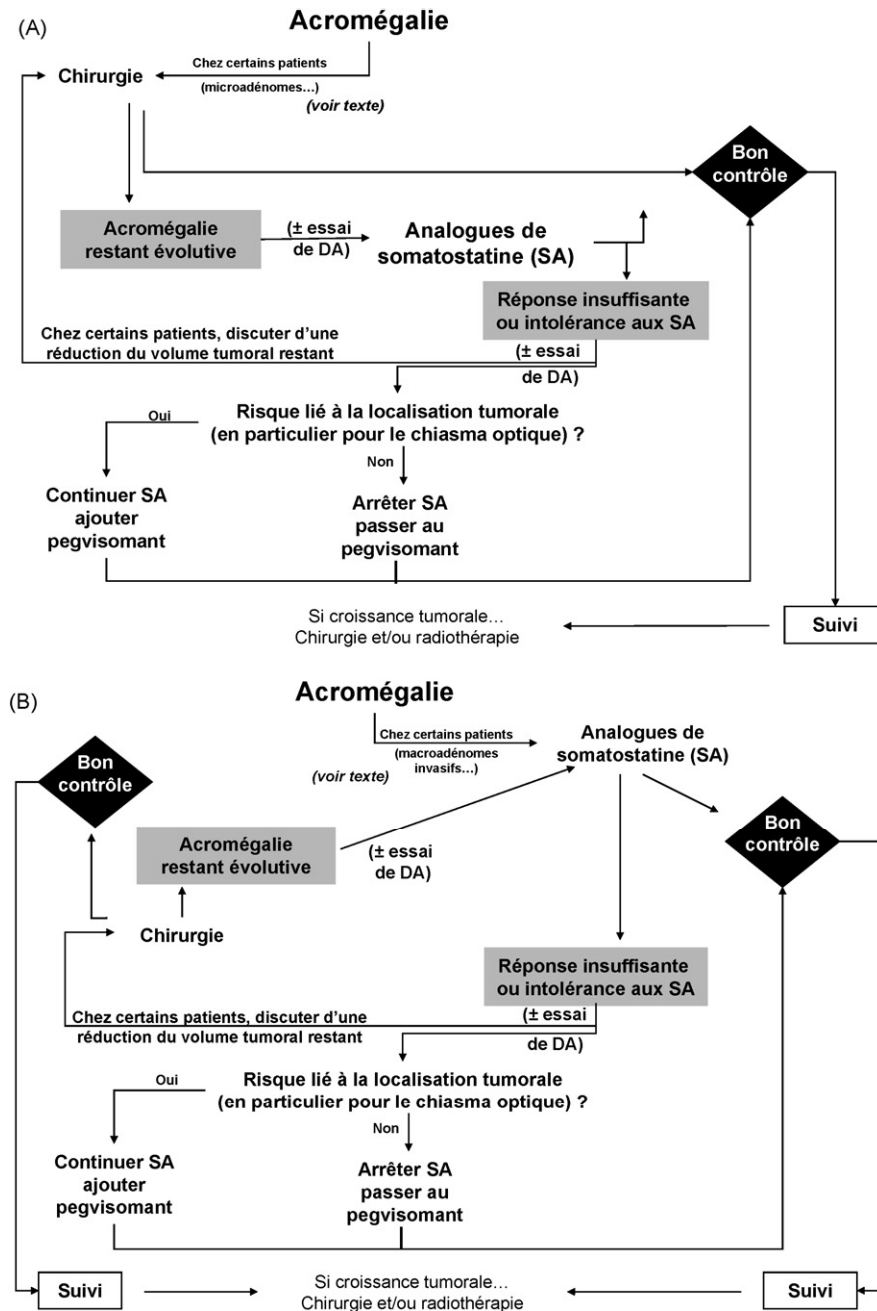 (A)
Acromégalie
Chez certains patients
(microadénomes...)
(voir texte)
Chirurgie
Bon
contrôle
Acromégalie
restant évolutive
(± essai
de DA)
Analogues de
somatostatine (SA)
Réponse insuffisante
ou intolérance aux SA
Chez certains patients, discuter d'une
réduction du volume tumoral restant
(± essai
de DA)
Risque lié à la localisation tumorale
(en particulier pour le chiasma optique) ?
Oui
Non
Continuer SA
ajouter
pegvisomant
Arrêter SA
passer au
pegvisomant
Si croissance tumorale...
Chirurgie et/ou radiothérapie
Suivi
(B)
Acromégalie
Chez certains patients
(macroadénomes
invasifs...)
(voir texte)
Analogues de
somatostatine (SA)
Bon
contrôle
Bon
contrôle
Acromégalie
restant évolutive
(± essai
de DA)
Chirurgie
Réponse insuffisante
ou intolérance aux SA
Chez certains patients, discuter d'une
réduction du volume tumoral restant
(± essai
de DA)
Risque lié à la localisation tumorale
(en particulier pour le chiasma optique) ?
Oui
Non
Continuer SA
ajouter
pegvisomant
Arrêter SA
passer au
pegvisomant
Suivi
Si croissance tumorale...
Chirurgie et/ou radiothérapie
Suivi